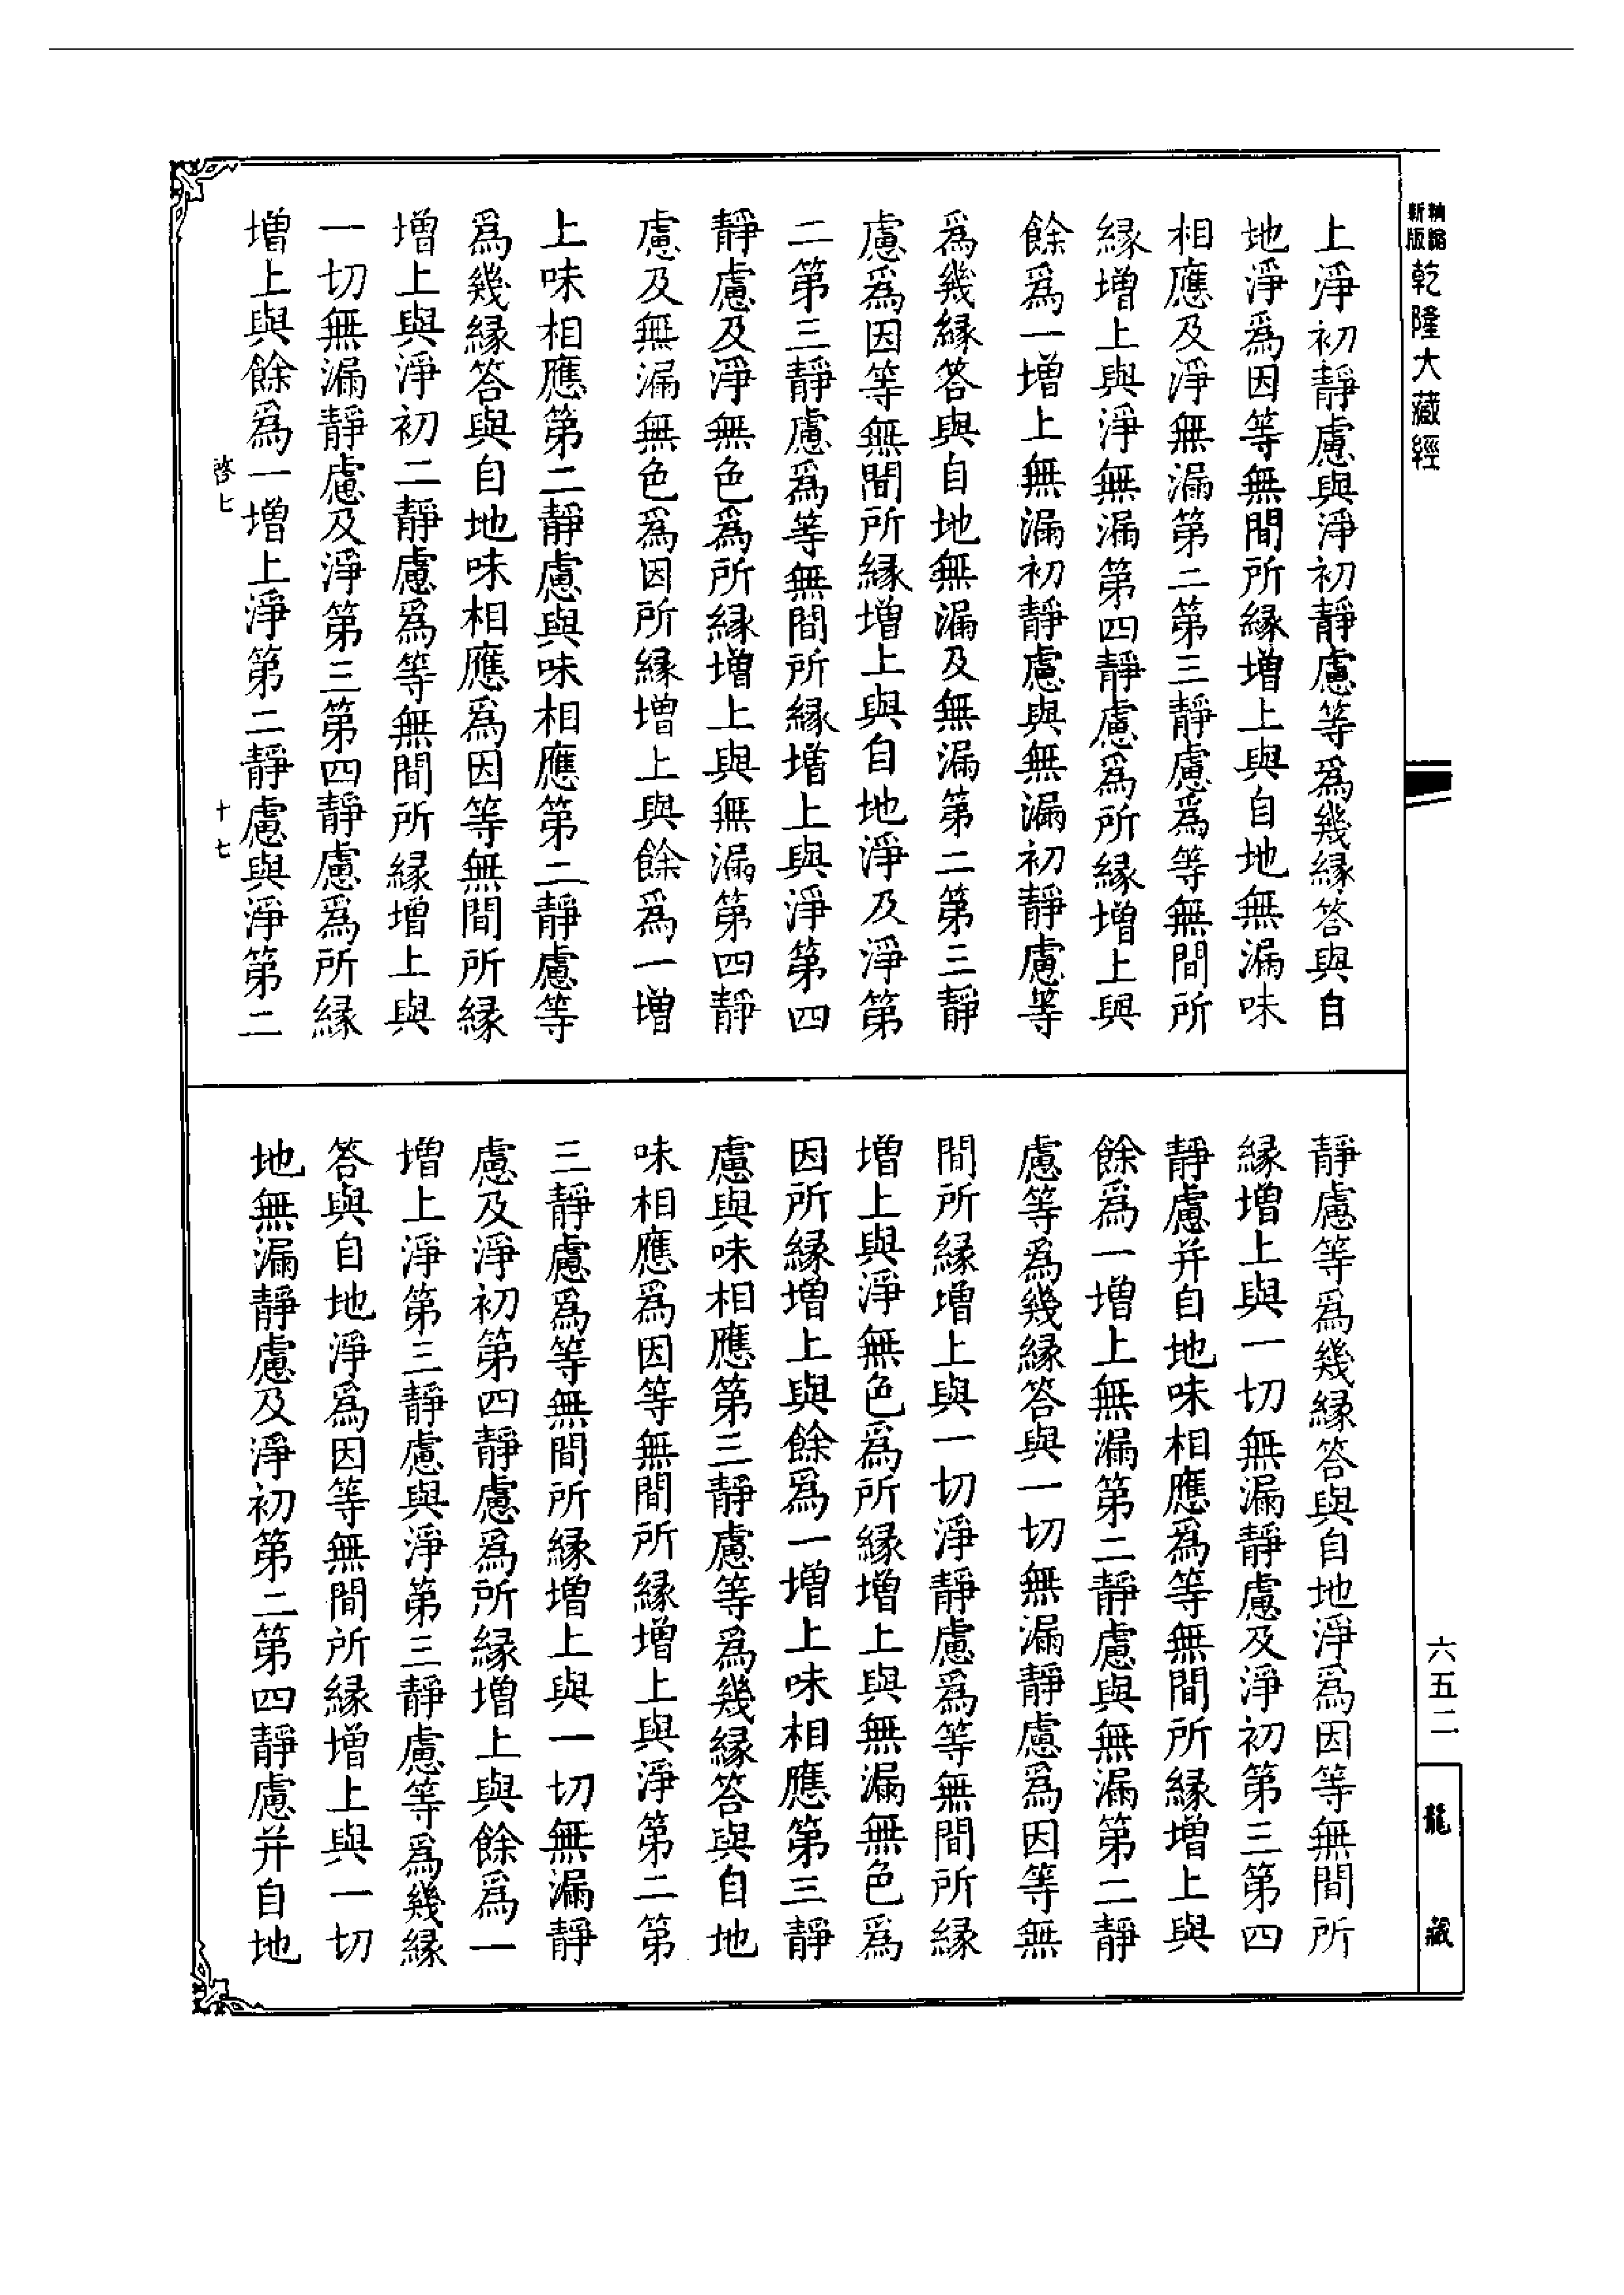 新縮
新版
乾隆大藏經
上淨初靜慮與淨初靜慮等爲幾緣答與自
地淨爲因等無間所緣增上與自地無漏味
相應及淨無漏第二第三靜慮爲等無間所
緣增上與淨無漏第四靜慮爲所緣增上與
餘爲一增上無漏初靜慮與無漏初靜慮等
爲幾緣答與自地無漏及無漏第二第三靜
慮爲因等無間所緣增上與自地淨及淨第
二第三靜慮爲等無間所緣增上與淨第四
靜慮及淨無色爲所緣增上與無漏第四靜
慮及無漏無色爲因所緣增上與餘爲一增
上味相應第二靜慮與味相應第二靜慮等
爲幾緣答與自地味相應爲因等無間所緣
增上與淨初二靜慮爲等無間所緣增上與
一切無漏靜慮及淨第三第四靜慮爲所緣
增上與餘爲一增上淨第二靜慮與淨第二
啓七
十七
靜慮等爲幾緣答與自地淨爲因等無間所
緣增上與一切無漏靜慮及淨初第三第四
靜慮并自地味相應爲等無間所緣增上與
餘爲一增上無漏第二靜慮與無漏第二靜
慮等爲幾緣答與一切無漏靜慮爲因等無
間所緣增上與一切淨靜慮爲等無間所緣
增上與淨無色爲所緣增上與無漏無色爲
因所緣增上與餘爲一增上味相應第三靜
慮與味相應第三靜慮等爲幾緣答與自地
味相應爲因等無間所緣增上與淨第二第
三靜慮爲等無間所緣增上與一切無漏靜
慮及淨初第四靜慮爲所緣增上與餘爲一
增上淨第三靜慮與淨第三靜慮等爲幾緣
答與自地淨爲因等無間所緣增上與一切
地無漏靜慮及淨初第二第四靜慮并自地
六五二
龍藏